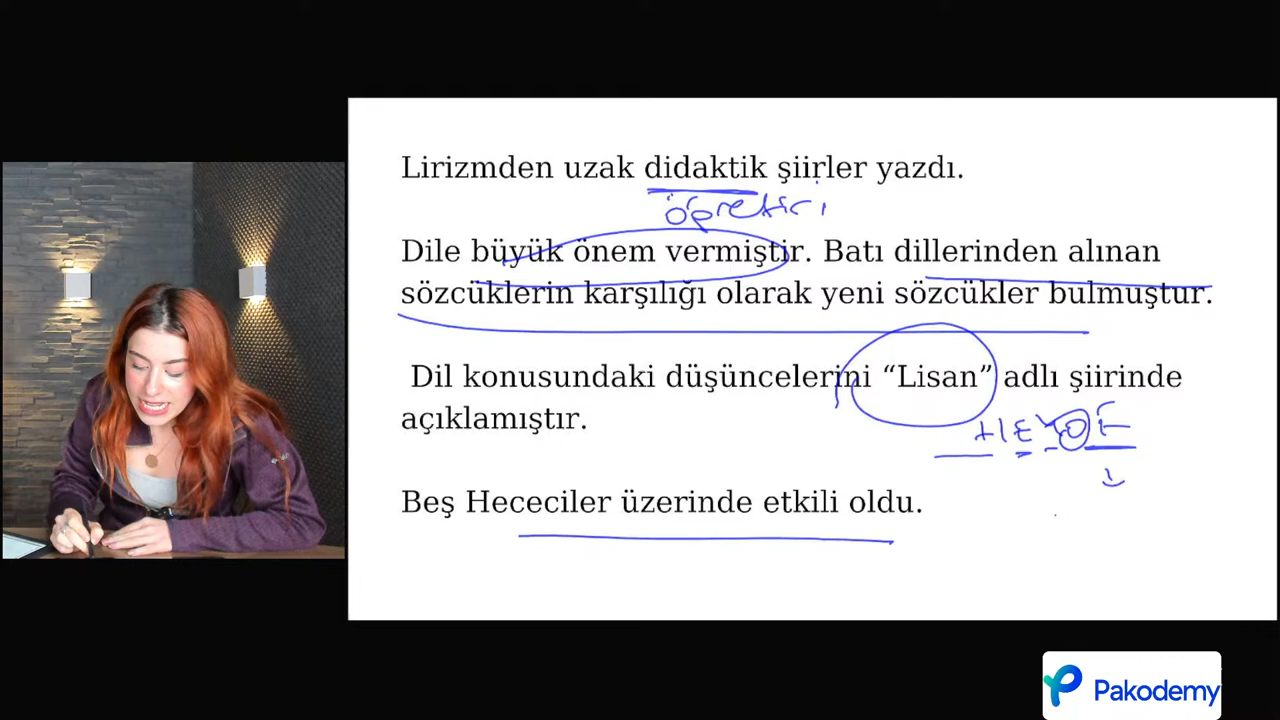 Lirizmden uzak didaktik şiirler yazdı.
öğretici
Dile büyük önem vermiştir. Batı dillerinden alınan
sözcüklerin karşılığı olarak yeni sözcükler bulmuştur.
Dil konusundaki düşüncelerini “Lisan” adlı şiirinde
açıklamıştır.
Beş Hececiler üzerinde etkili oldu.
Pakodemy